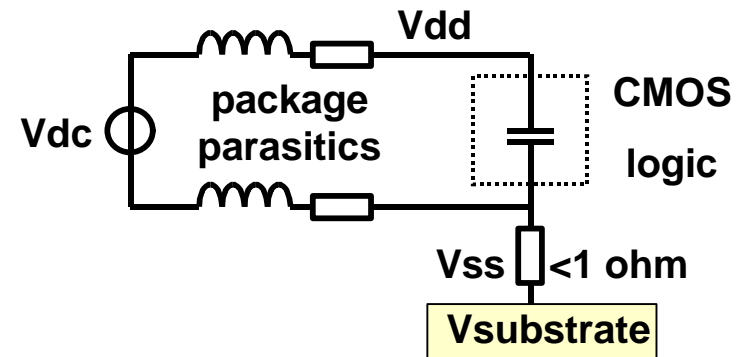 Vdd
package
parasitics
Vdc
CMOS
logic
Vss <1 ohm
Vsubstrate